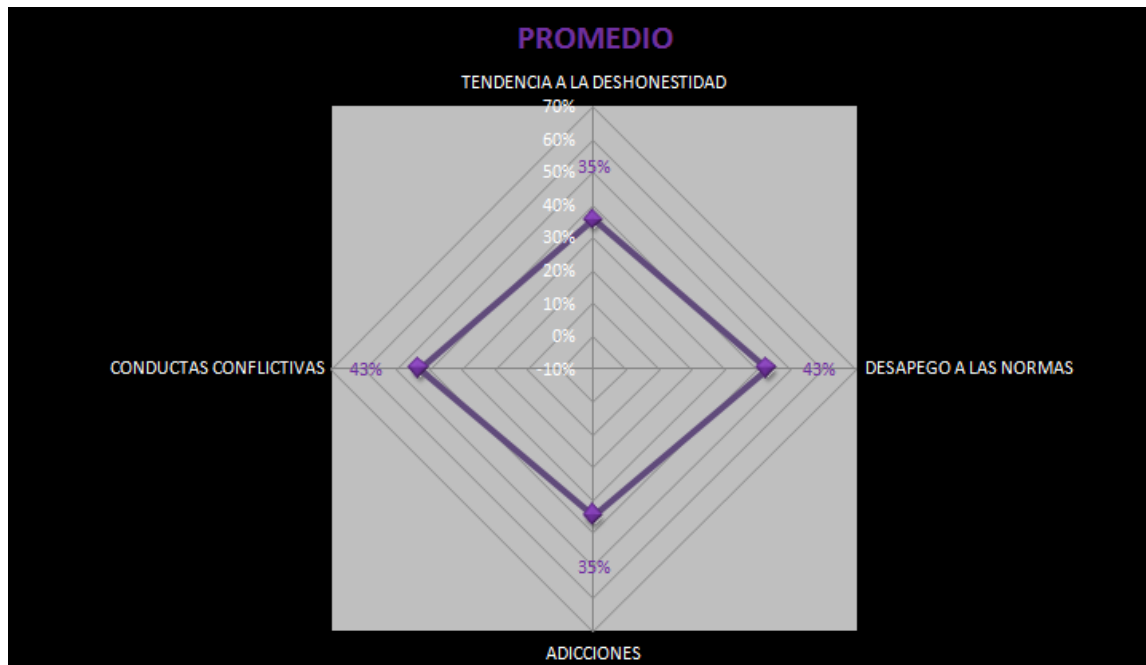 PROMEDIO
TENDENCIA A LA DESHONESTIDAD
70%
60%
35%
50%
40%
30%
20%
10%
0%
CONDUCTAS CONFLICTIVAS
43%
-10%
43%
DESAPEGO A LAS NORMAS
35%
ADICCIONES